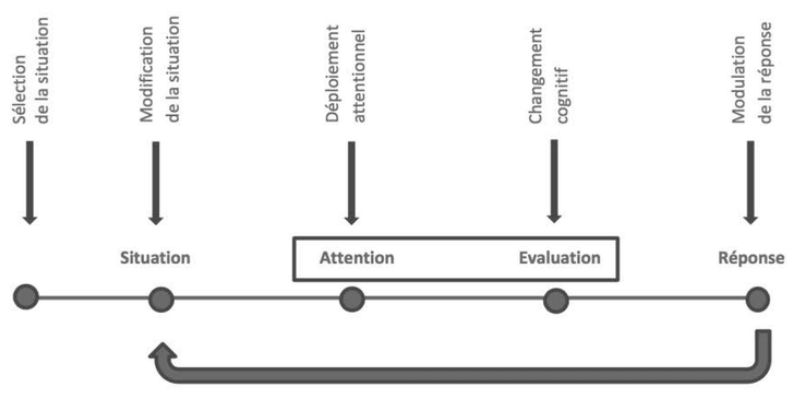 Sélection
de la situation
Modification
de la situation
Déploiement
attentionnel
Changement
cognitif
Modulation
de la réponse
Situation
Attention
Evaluation
Réponse